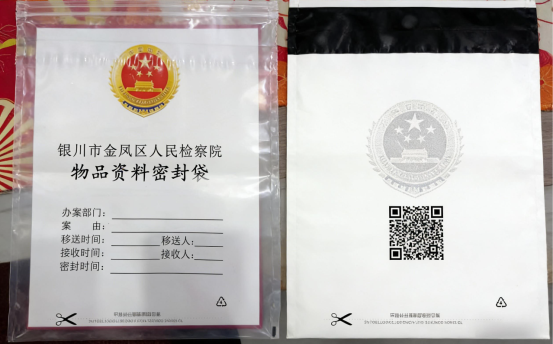 银川市金凤区人民检察院
物品资料密封袋
办案部门:
案 由:
移送时间: 移送人:
接收时间: 接收人:
密封时间: